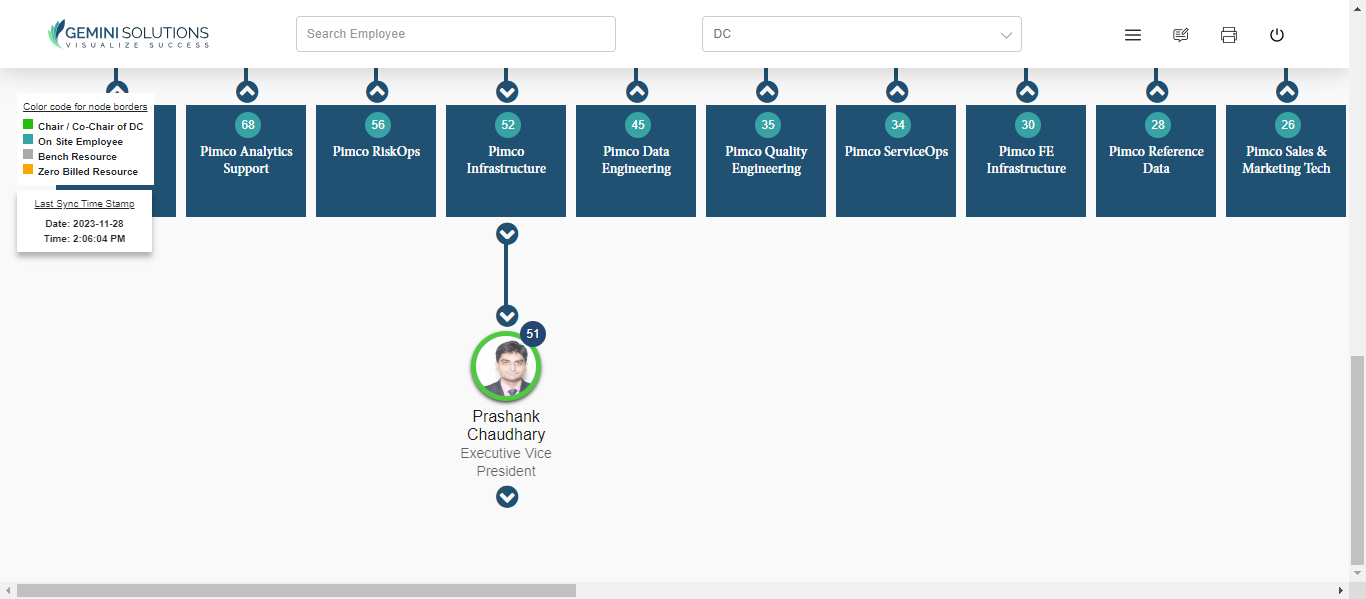 GEMINI SOLUTIONS
VISUALIZE SUCCESS
Search Employee
DC
Color code for node borders
Chair / Co-Chair of DC
On Site Employee
Bench Resource
Zero Billed Resource
Last Sync Time Stamp
Date: 2023-11-28
Time: 2:06:04 PM
68
Pimco Analytics
Support
56
Pimco RiskOps
52
Pimco
Infrastructure
45
Pimco Data
Engineering
35
Pimco Quality
Engineering
34
Pimco ServiceOps
30
Pimco FE
Infrastructure
28
Pimco Reference
Data
26
Pimco Sales &
Marketing Tech
51
Prashank
Chaudhary
Executive Vice
President